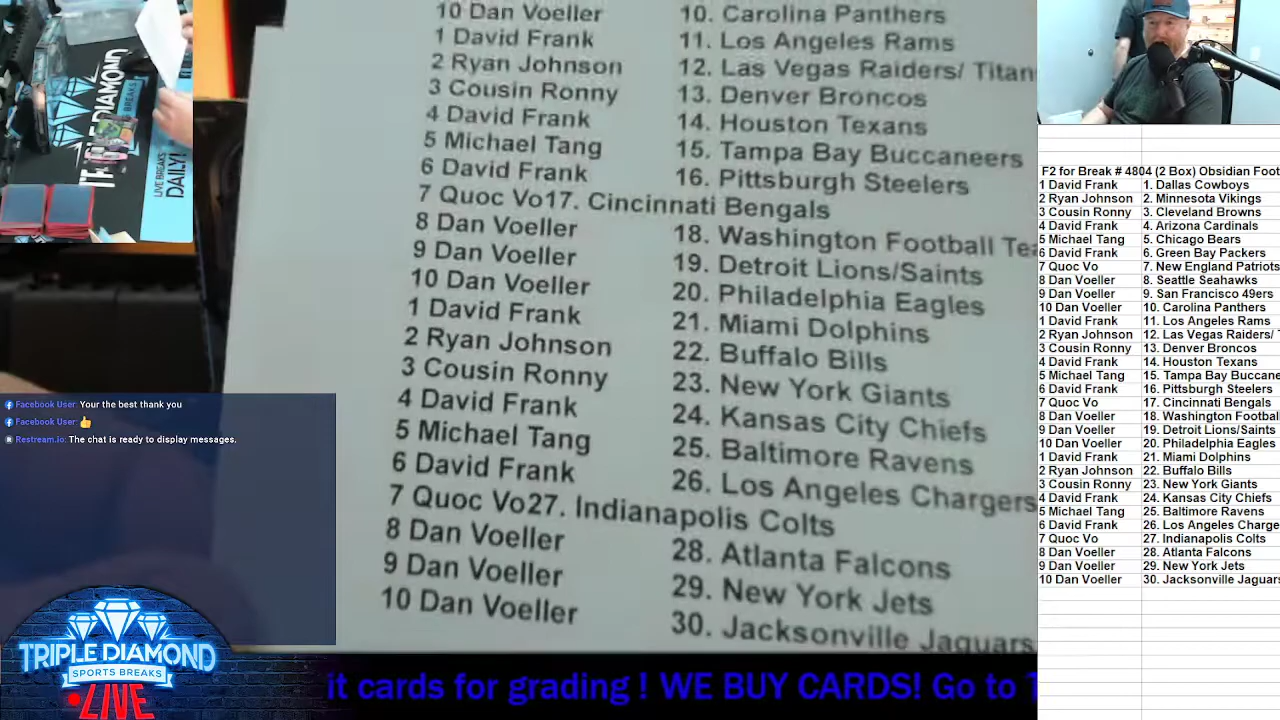 10 Dan Voeller 10. Carolina Panthers
1 David Frank 11. Los Angeles Rams
2 Ryan Johnson 12. Las Vegas Raiders/ Titan
3 Cousin Ronny 13. Denver Broncos
4 David Frank 14. Houston Texans
5 Michael Tang 15. Tampa Bay Buccaneers
6 David Frank 16. Pittsburgh Steelers
7 Quoc Vo17. Cincinnati Bengals
8 Dan Voeller 18. Washington Football Tea
9 Dan Voeller 19. Detroit Lions/Saints
10 Dan Voeller 20. Philadelphia Eagles
1 David Frank 21. Miami Dolphins
2 Ryan Johnson 22. Buffalo Bills
3 Cousin Ronny 23. New York Giants
4 David Frank 24. Kansas City Chiefs
5 Michael Tang 25. Baltimore Ravens
6 David Frank 26. Los Angeles Chargers
7 Quoc Vo27. Indianapolis Colts
8 Dan Voeller 28. Atlanta Falcons
9 Dan Voeller 29. New York Jets
10 Dan Voeller 30. Jacksonville Jaguars
F2 for Break # 4804 (2 Box) Obsidian Foot
1 David Frank 1. Dallas Cowboys
2 Ryan Johnson 2. Minnesota Vikings
3 Cousin Ronny 3. Cleveland Browns
4 David Frank 4. Arizona Cardinals
5 Michael Tang 5. Chicago Bears
6 David Frank 6. Green Bay Packers
7 Quoc Vo 7. New England Patriots
8 Dan Voeller 8. Seattle Seahawks
9 Dan Voeller 9. San Francisco 49ers
10 Dan Voeller 10. Carolina Panthers
1 David Frank 11. Los Angeles Rams
2 Ryan Johnson 12. Las Vegas Raiders/
3 Cousin Ronny 13. Denver Broncos
4 David Frank 14. Houston Texans
5 Michael Tang 15. Tampa Bay Buccane
6 David Frank 16. Pittsburgh Steelers
7 Quoc Vo 17. Cincinnati Bengals
8 Dan Voeller 18. Washington Footbal
9 Dan Voeller 19. Detroit Lions/Saints
10 Dan Voeller 20. Philadelphia Eagles
1 David Frank 21. Miami Dolphins
2 Ryan Johnson 22. Buffalo Bills
3 Cousin Ronny 23. New York Giants
4 David Frank 24. Kansas City Chiefs
5 Michael Tang 25. Baltimore Ravens
6 David Frank 26. Los Angeles Charge
7 Quoc Vo 27. Indianapolis Colts
8 Dan Voeller 28. Atlanta Falcons
9 Dan Voeller 29. New York Jets
10 Dan Voeller 30. Jacksonville Jaguars
Facebook User: Your the best thank you
Facebook User: 👍
Restream.io: The chat is ready to display messages.
TRIPLE DIAMOND
SPORTS BREAKS
LIVE
it cards for grading ! WE BUY CARDS! Go to
DIAMOND
BREAKS
LIVE BREAKS
DAILY!